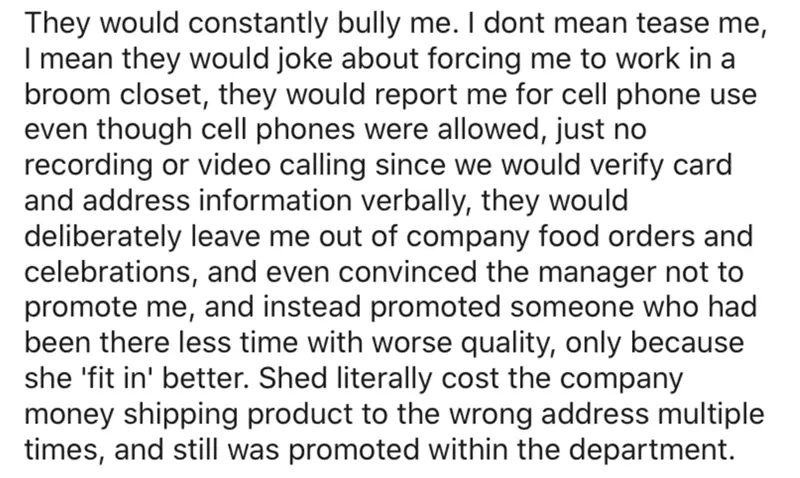 They would constantly bully me. I dont mean tease me,
I mean they would joke about forcing me to work in a
broom closet, they would report me for cell phone use
even though cell phones were allowed, just no
recording or video calling since we would verify card
and address information verbally, they would
deliberately leave me out of company food orders and
celebrations, and even convinced the manager not to
promote me, and instead promoted someone who had
been there less time with worse quality, only because
she 'fit in' better. Shed literally cost the company
money shipping product to the wrong address multiple
times, and still was promoted within the department.